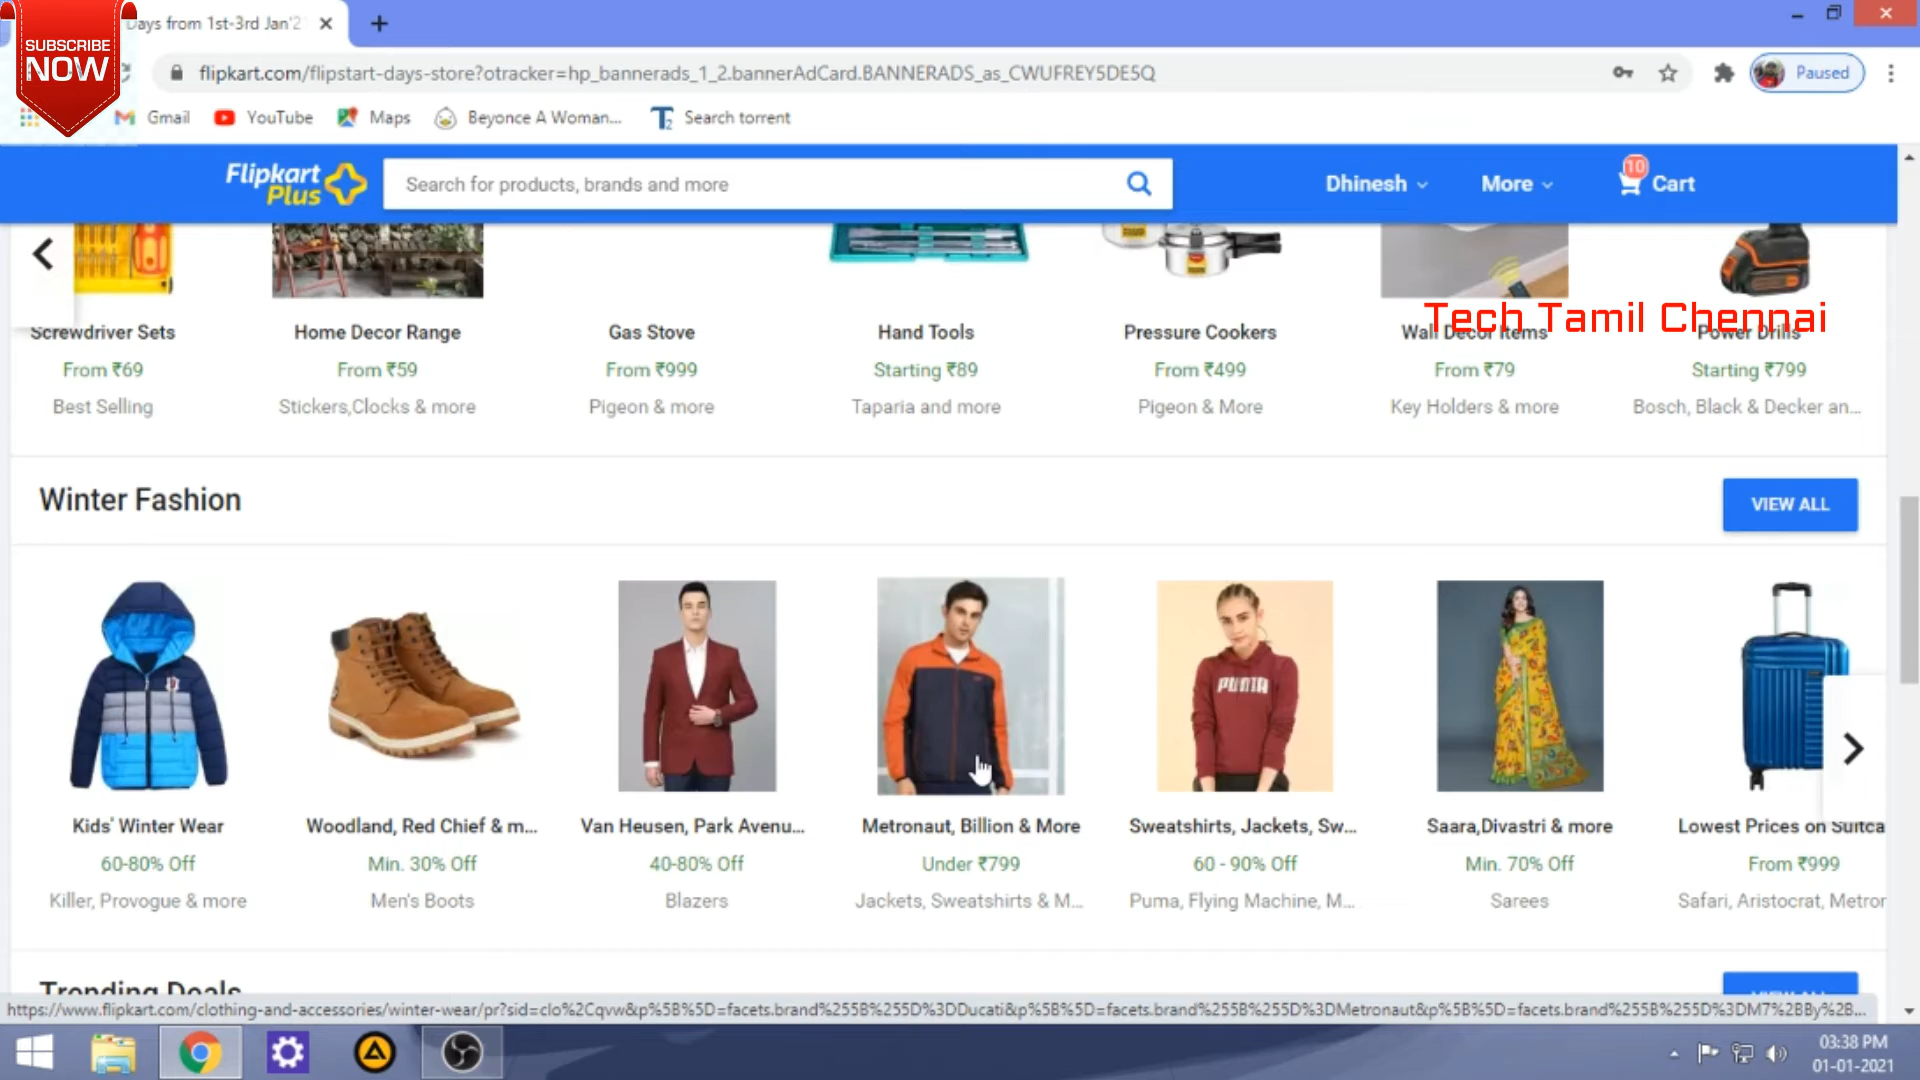 SUBSCRIBE
NOW
Days from 1st-3rd Jan'2
flipkart.com/flipstart-days-store?otracker=hp_bannerads_1_2.bannerAdCard.BANNERADS_as_CWUFREY5DE5Q
Paused
Gmail
YouTube
Maps
Beyonce A Woman...
Search torrent
Flipkart
Plus
Search for products, brands and more
Dhinesh
More
10
Cart
Tech Tamil Chennai
Screwdriver Sets
Home Decor Range
Gas Stove
Hand Tools
Pressure Cookers
Wall Decor Items
Power Drills
From ₹69
From ₹59
From ₹999
Starting ₹89
From ₹499
From ₹79
Starting ₹799
Best Selling
Stickers,Clocks & more
Pigeon & more
Taparia and more
Pigeon & More
Key Holders & more
Bosch, Black & Decker an...
Winter Fashion
VIEW ALL
PUMA
Kids' Winter Wear
Woodland, Red Chief & m...
Van Heusen, Park Avenu...
Metronaut, Billion & More
Sweatshirts, Jackets, Sw...
Saara,Divastri & more
Lowest Prices on Suitca
60-80% Off
Min. 30% Off
40-80% Off
Under ₹799
60 - 90% Off
Min. 70% Off
From ₹999
Killer, Provogue & more
Men's Boots
Blazers
Jackets, Sweatshirts & M...
Puma, Flying Machine, M...
Sarees
Safari, Aristocrat, Metron
Trending Deals
VIEW ALL
https://www.flipkart.com/clothing-and-accessories/winter-wear/pr?sid=clo%2Cqvw&p%5B%5D=facets.brand%255B%255D%3DDucati&p%5B%5D=facets.brand%255B%255D%3DMetronaut&p%5B%5D=facets.brand%255B%255D%3DM7%2BBy%2B...
03:38 PM
01-01-2021